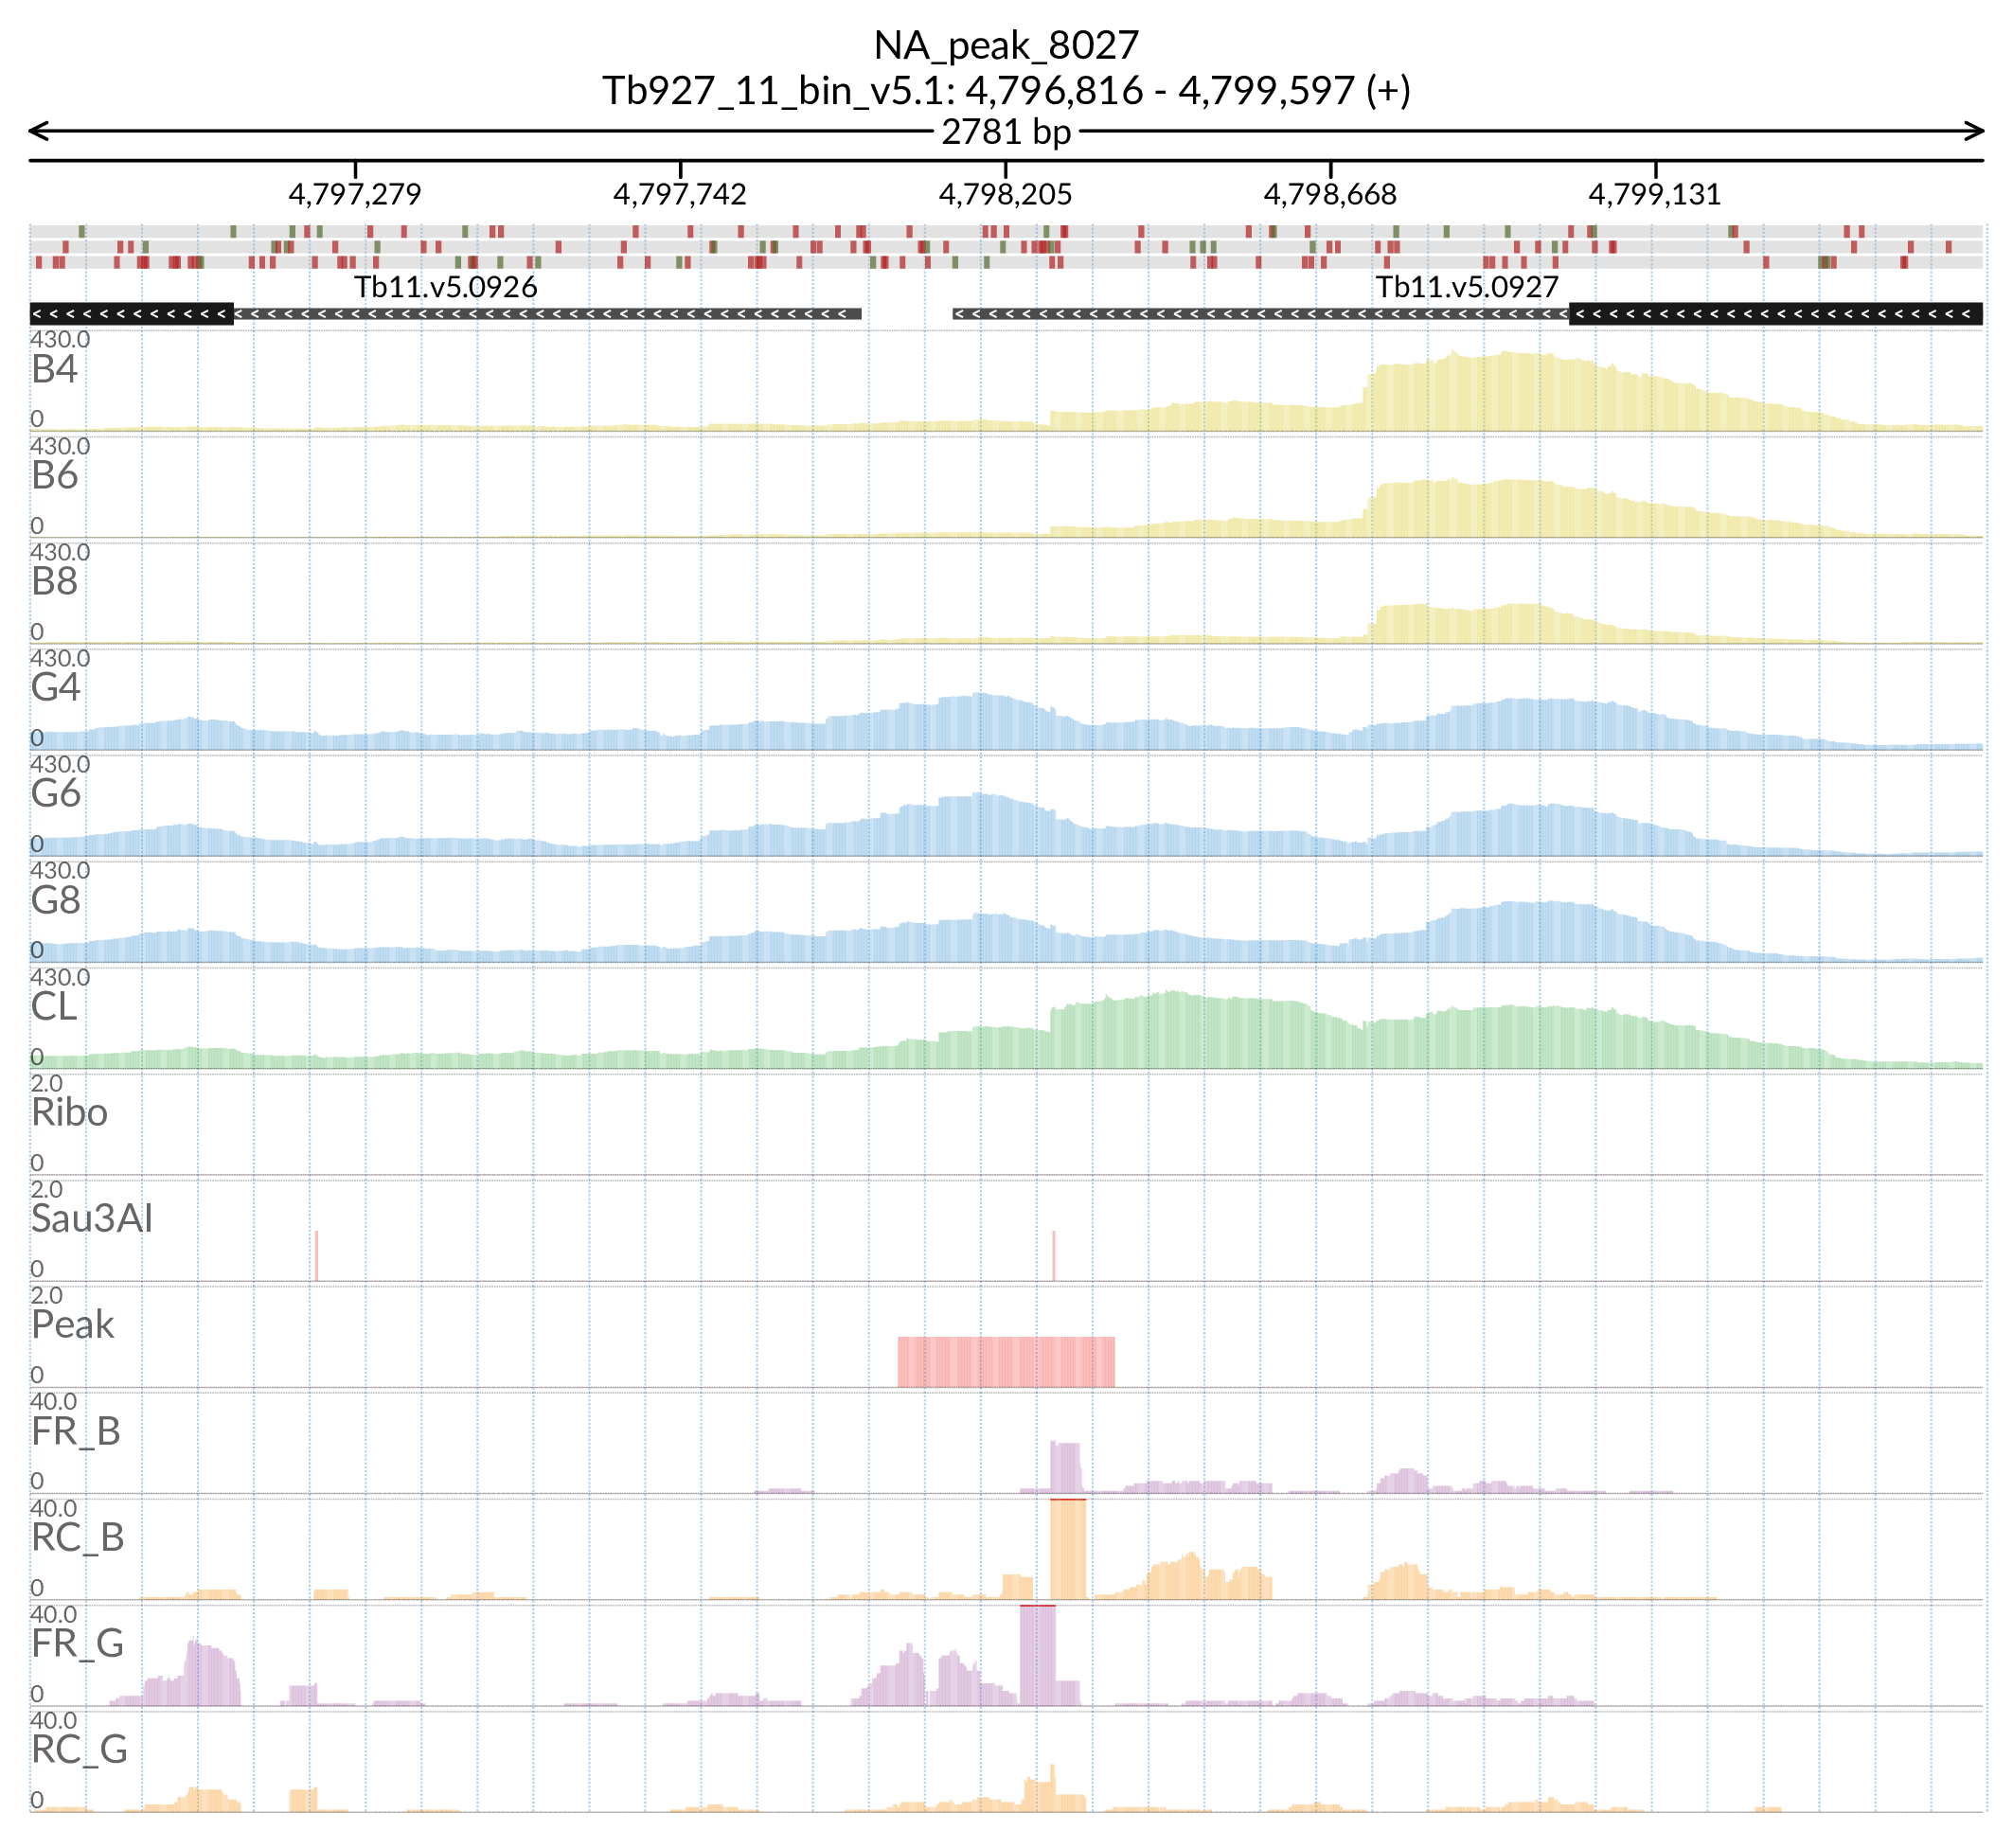 NA_peak_8027
Tb927_11_bin_v5.1: 4,796,816 - 4,799,597 (+)
2781 bp
4,797,279 4,797,742 4,798,205 4,798,668 4,799,131
Tb11.v5.0926 Tb11.v5.0927
430.0
B4
0
430.0
B6
0
430.0
B8
0
430.0
G4
0
430.0
G6
0
430.0
G8
0
430.0
CL
0
2.0
Ribo
0
2.0
Sau3AI
0
2.0
Peak
0
40.0
FR_B
0
40.0
RC_B
0
40.0
FR_G
0
40.0
RC_G
0